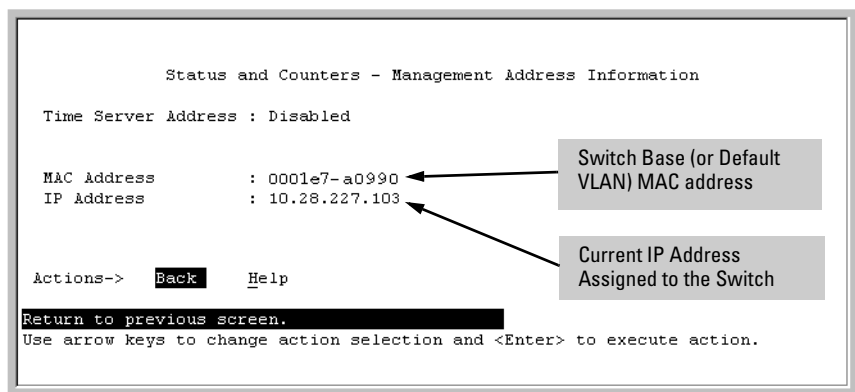 Status and Counters - Management Address Information
Time Server Address : Disabled
MAC Address : 0001e7-a0990
Switch Base (or Default
VLAN) MAC address
IP Address : 10.28.227.103
Current IP Address
Assigned to the Switch
Actions-> Back Help
Return to previous screen.
Use arrow keys to change action selection and <Enter> to execute action.